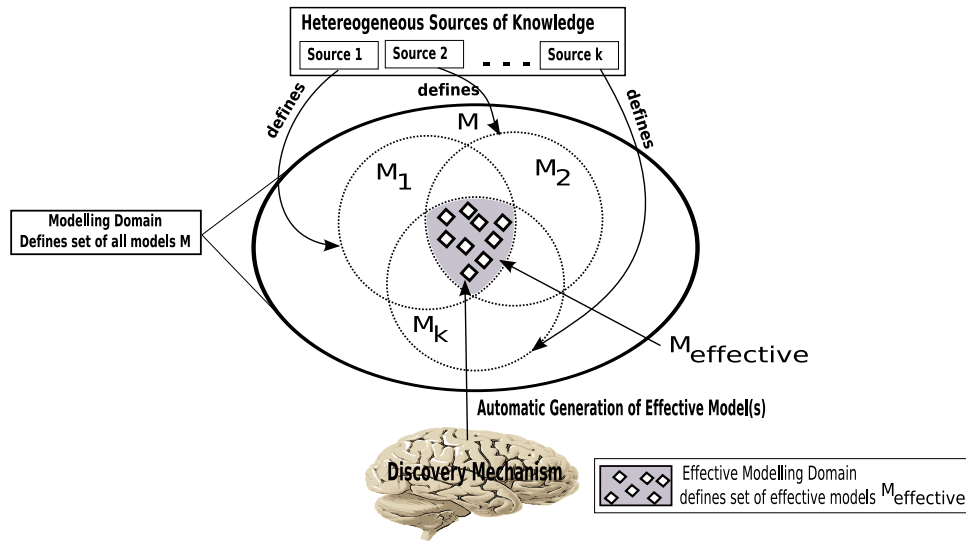 Heteregeneous Sources of Knowledge
Source 1
Source 2
- - -
Source k
defines
defines
defines
M
M1
M2
Mk
Modelling Domain
Defines set of all models M
Meffective
Automatic Generation of Effective Model(s)
Discovery Mechanism
Effective Modelling Domain
defines set of effective models Meffective